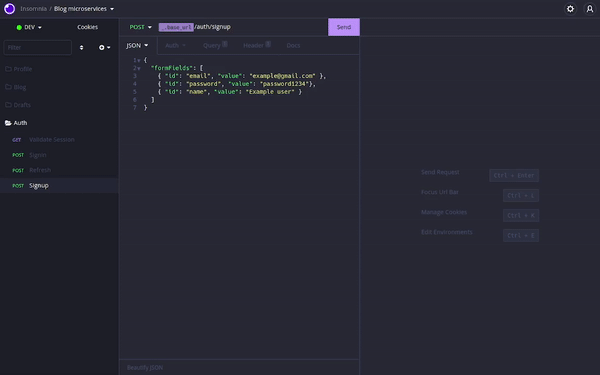 Insomnia / Blog microservices
DEV
Cookies
POST
_.base_url
/auth/signup
Send
Filter
JSON
Auth
Query
Header
Docs
Profile
Blog
Drafts
Auth
GET Validate Session
POST Signin
POST Refresh
POST Signup
1 {
2 "formFields": [
3 { "id": "email", "value": "example@gmail.com" },
4 { "id": "password", "value": "password1234"},
5 { "id": "name", "value": "Example user" }
6 ]
7 }
Send Request Ctrl + Enter
Focus Url Bar Ctrl + L
Manage Cookies Ctrl + K
Edit Environments Ctrl + E
Beautify JSON